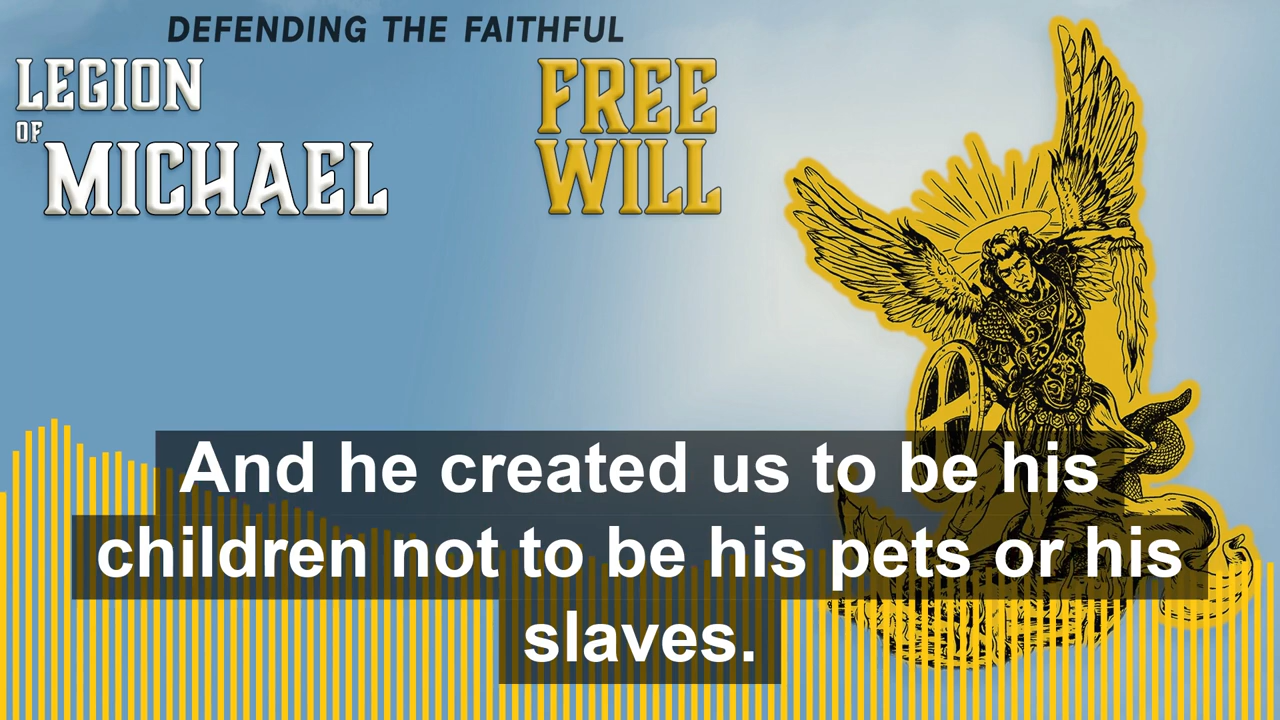 DEFENDING THE FAITHFUL
LEGION
OF
MICHAEL
FREE
WILL
And he created us to be his
children not to be his pets or his
slaves.